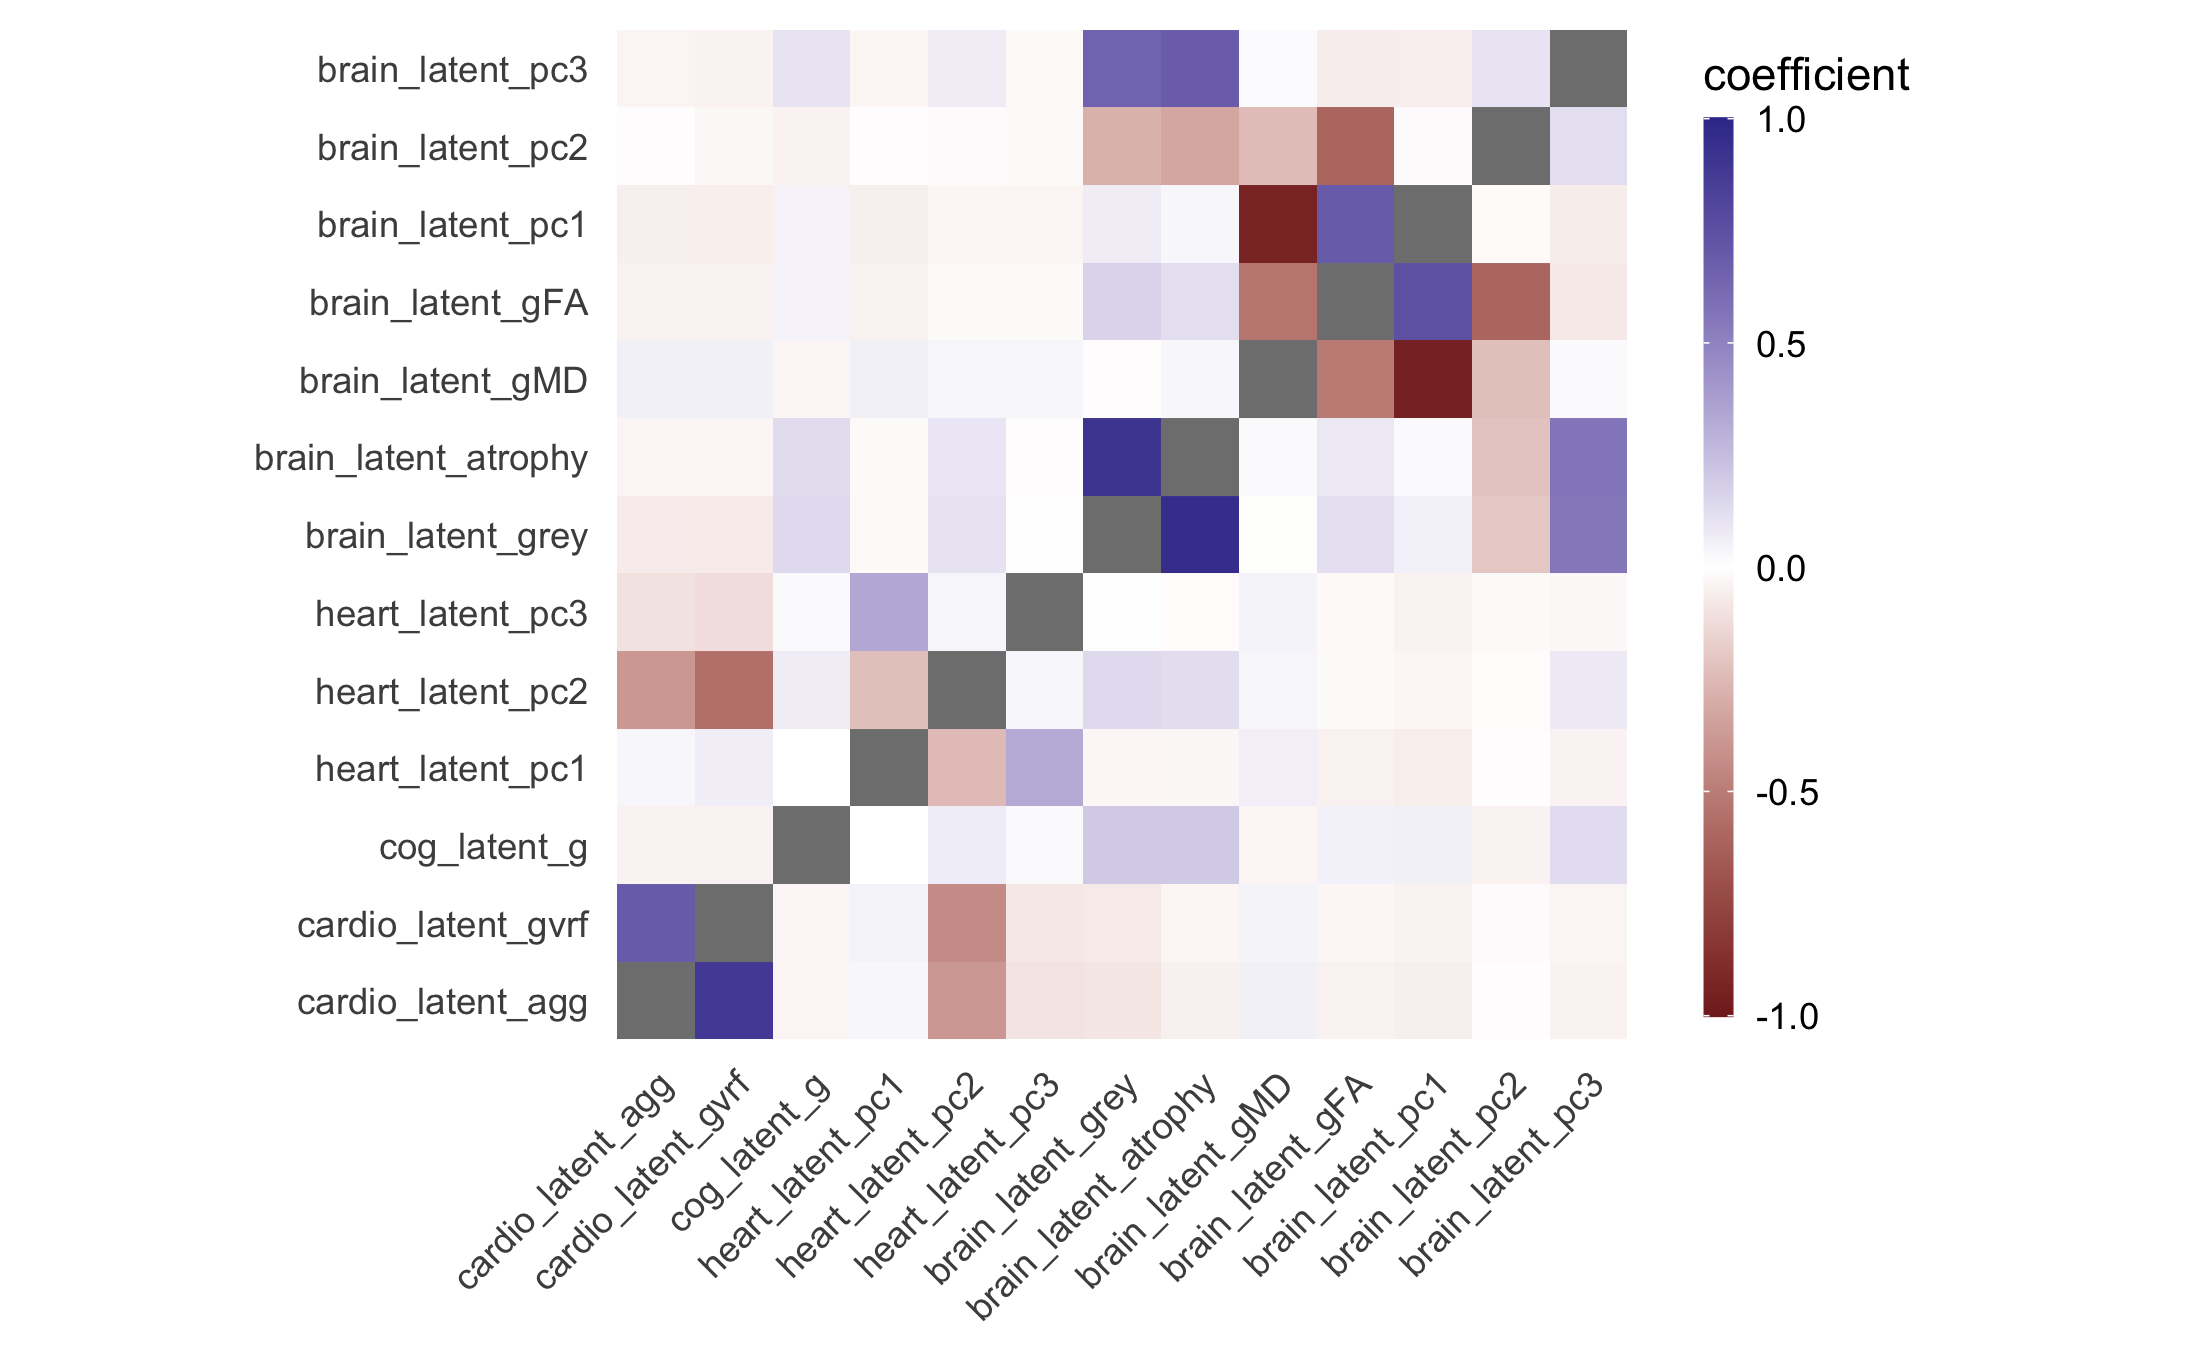 brain_latent_pc3
brain_latent_pc2
brain_latent_pc1
brain_latent_gFA
brain_latent_gMD
brain_latent_atrophy
brain_latent_grey
heart_latent_pc3
heart_latent_pc2
heart_latent_pc1
cog_latent_g
cardio_latent_gvrf
cardio_latent_agg
cardio_latent_agg
cardio_latent_gvrf
cog_latent_g
heart_latent_pc1
heart_latent_pc2
heart_latent_pc3
brain_latent_grey
brain_latent_atrophy
brain_latent_gMD
brain_latent_gFA
brain_latent_pc1
brain_latent_pc2
brain_latent_pc3
coefficient
1.0
0.5
0.0
-0.5
-1.0